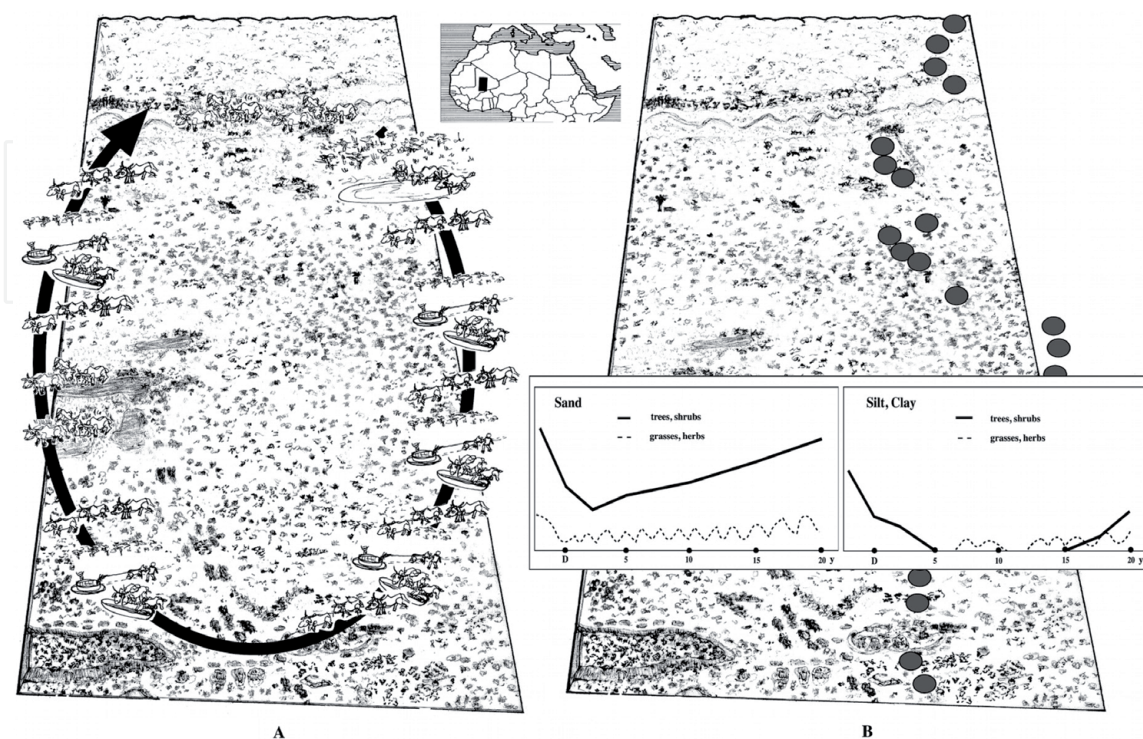 Sand
trees, shrubs
grasses, herbs
D
5
10
15
20 y
Silt, Clay
trees, shrubs
grasses, herbs
D
5
10
15
20 y
A
B